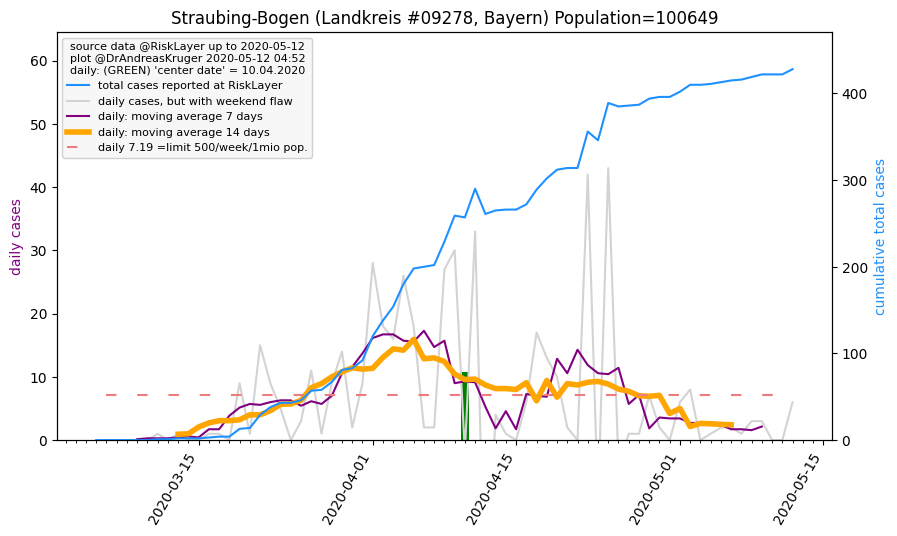 Straubing-Bogen (Landkreis #09278, Bayern) Population=100649
source data @RiskLayer up to 2020-05-12
plot @DrAndreasKruger 2020-05-12 04:52
daily: (GREEN) 'center date' = 10.04.2020
total cases reported at RiskLayer
daily cases, but with weekend flaw
daily: moving average 7 days
daily: moving average 14 days
daily 7.19 =limit 500/week/1mio pop.
daily cases
60
50
40
30
20
10
0
cumulative total cases
400
300
200
100
0
2020-03-15
2020-04-01
2020-04-15
2020-05-01
2020-05-15